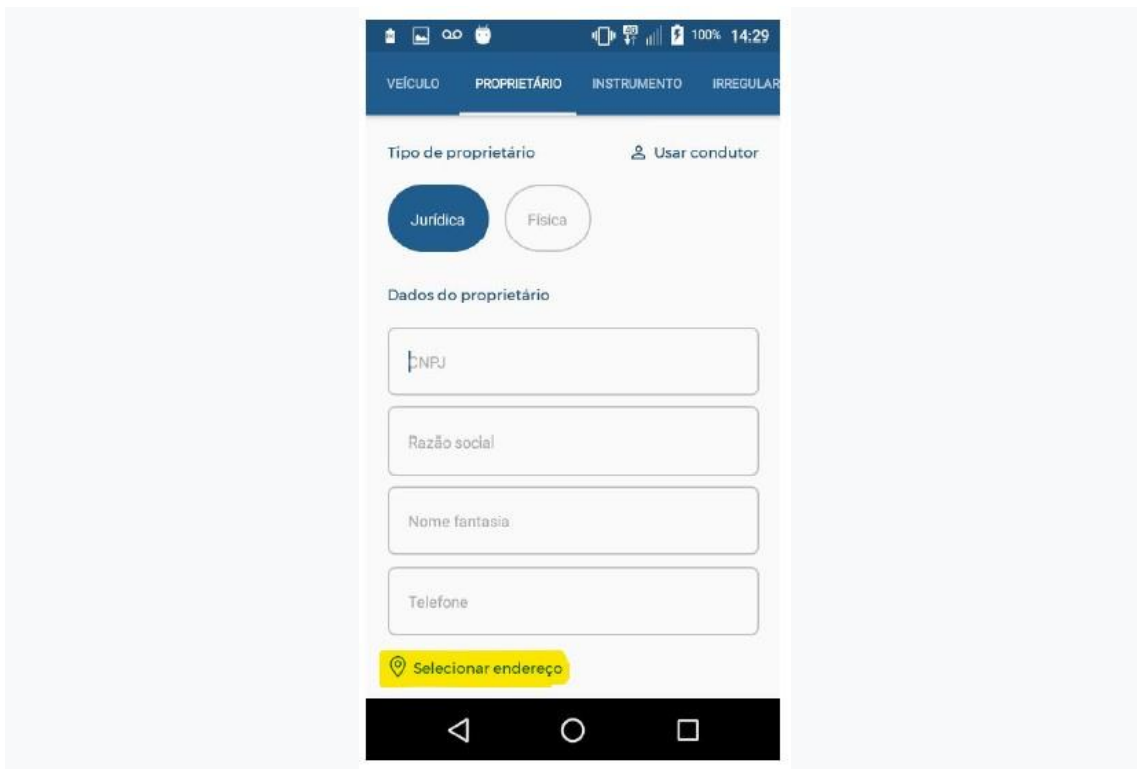 100% 14:29
VEÍCULO PROPRIETÁRIO INSTRUMENTO IRREGULAR
Tipo de proprietário Usar condutor
Jurídica Física
Dados do proprietário
CNPJ
Razão social
Nome fantasia
Telefone
Selecionar endereço